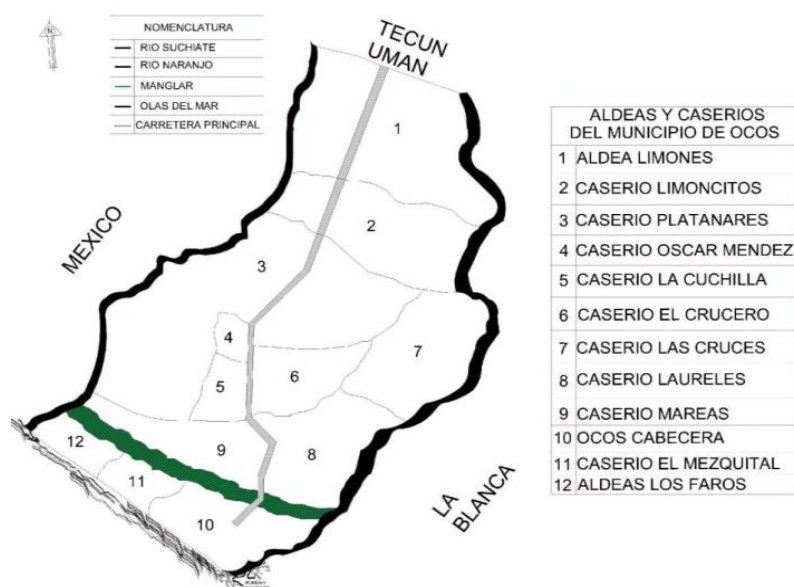 N
NOMENCLATURA
RIO SUCHIATE
RIO NARANJO
MANGLAR
OLAS DEL MAR
CARRETERA PRINCIPAL
TECUN
UMAN
MEXICO
LA
BLANCA
1
2
3
4
5
6
7
8
9
10
11
12
ALDEAS Y CASERIOS
DEL MUNICIPIO DE OCOS
1 ALDEA LIMONES
2 CASERIO LIMONCITOS
3 CASERIO PLATANARES
4 CASERIO OSCAR MENDEZ
5 CASERIO LA CUCHILLA
6 CASERIO EL CRUCERO
7 CASERIO LAS CRUCES
8 CASERIO LAURELES
9 CASERIO MAREAS
10 OCOS CABECERA
11 CASERIO EL MEZQUITAL
12 ALDEAS LOS FAROS